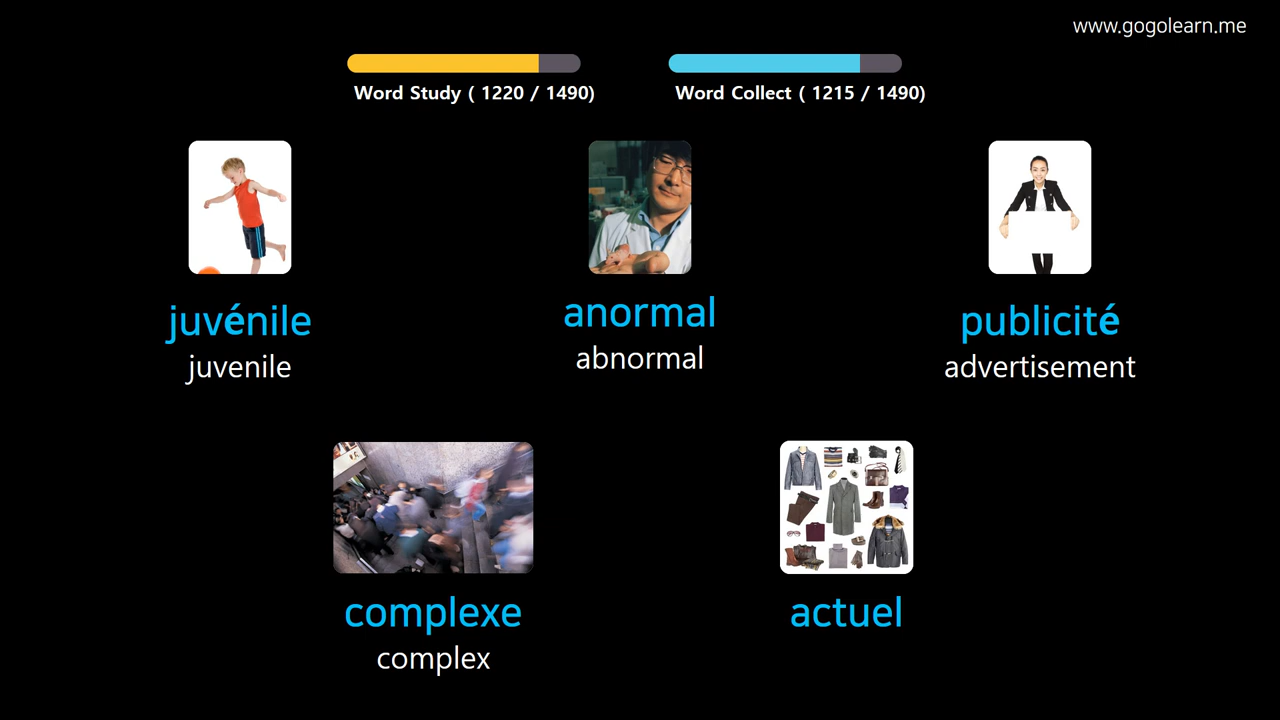 www.gogolearn.me
Word Study ( 1220 / 1490)
Word Collect ( 1215 / 1490)
juvénile
juvenile
anormal
abnormal
publicité
advertisement
complexe
complex
actuel